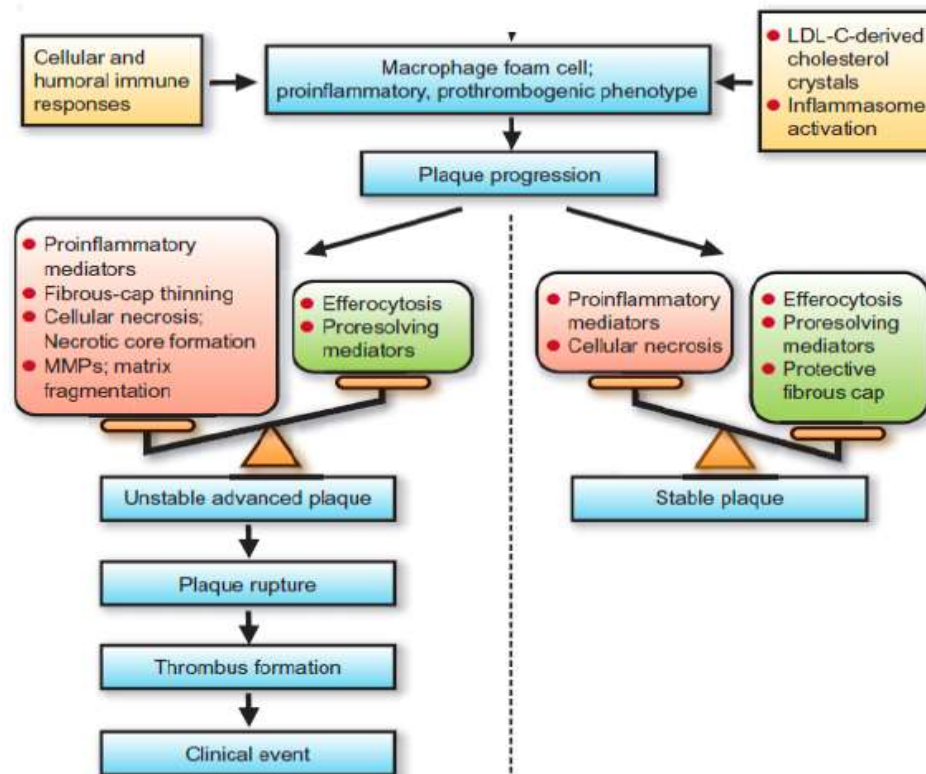 Cellular and
humoral immune
responses
Macrophage foam cell;
proinflammatory, prothrombogenic phenotype
LDL-C-derived
cholesterol
crystals
Inflammasome
activation
Plaque progression
Proinflammatory
mediators
Fibrous-cap thinning
Cellular necrosis;
Necrotic core formation
MMPs; matrix
fragmentation
Efferocytosis
Proresolving
mediators
Proinflammatory
mediators
Cellular necrosis
Efferocytosis
Proresolving
mediators
Protective
fibrous cap
Unstable advanced plaque
Stable plaque
Plaque rupture
Thrombus formation
Clinical event